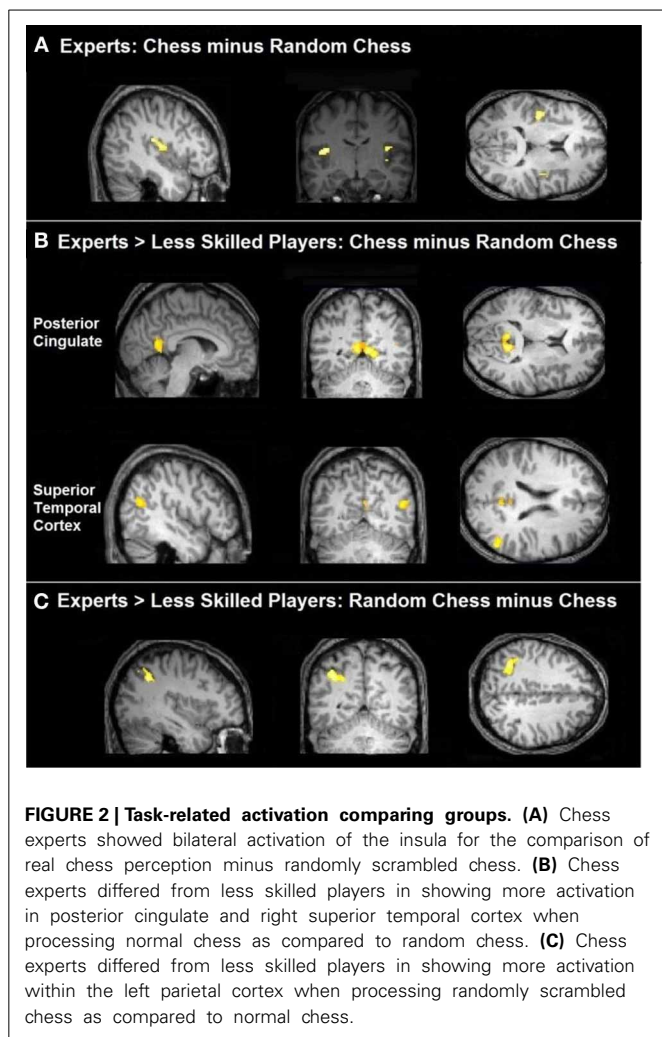 A Experts: Chess minus Random Chess
B Experts > Less Skilled Players: Chess minus Random Chess
Posterior
Cingulate
Superior
Temporal
Cortex
C Experts > Less Skilled Players: Random Chess minus Chess
FIGURE 2 | Task-related activation comparing groups. (A) Chess
experts showed bilateral activation of the insula for the comparison of
real chess perception minus randomly scrambled chess. (B) Chess
experts differed from less skilled players in showing more activation
in posterior cingulate and right superior temporal cortex when
processing normal chess as compared to random chess. (C) Chess
experts differed from less skilled players in showing more activation
within the left parietal cortex when processing randomly scrambled
chess as compared to normal chess.